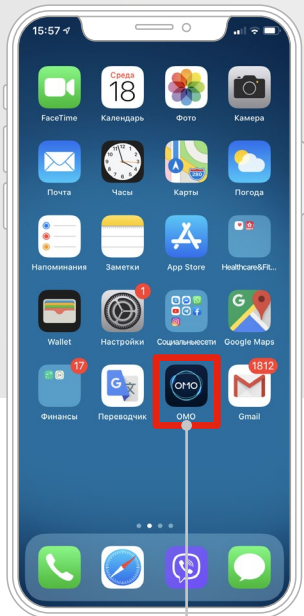 15:57
Среда
18
FaceTime Календарь Фото Камера
280
Почта Часы Карты Погода
Напоминания Заметки App Store Healthcare&Fit...
1
G
Wallet Настройки Социальныесети Google Maps
17
G
OMO
1812
Финансы Переводчик OMO Gmail